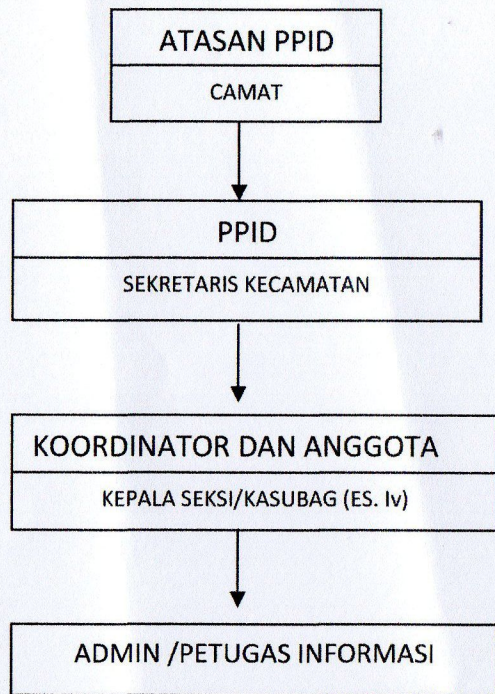 ATASAN PPID
CAMAT
PPID
SEKRETARIS KECAMATAN
KOORDINATOR DAN ANGGOTA
KEPALA SEKSI/KASUBAG (ES. Iv)
ADMIN /PETUGAS INFORMASI